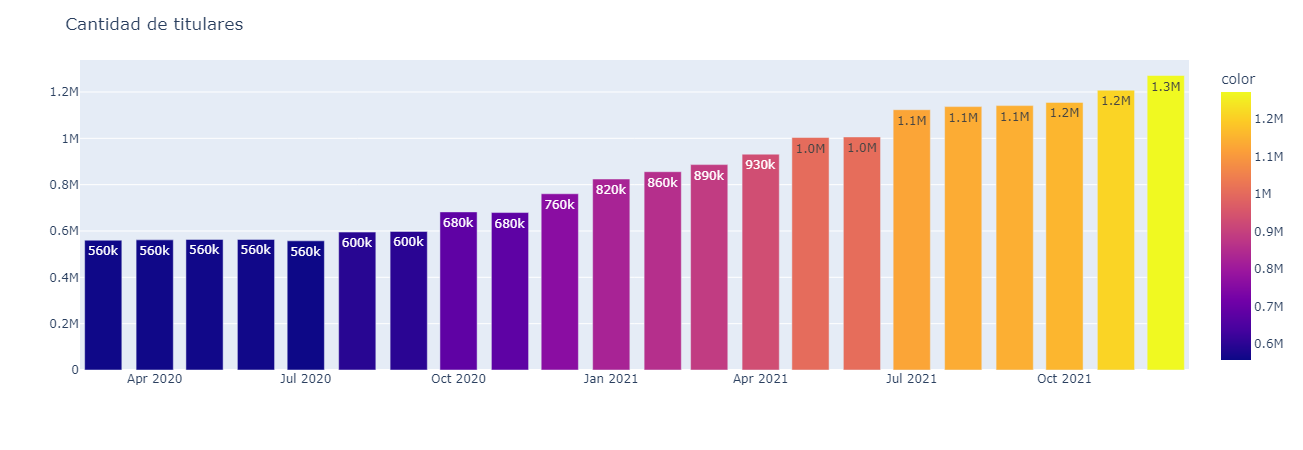 Cantidad de titulares
color
1.2M
1M
0.8M
0.6M
0.4M
0.2M
0
560k
560k
560k
560k
560k
600k
600k
680k
680k
760k
820k
860k
890k
930k
1.0M
1.0M
1.1M
1.1M
1.1M
1.2M
1.2M
1.3M
Apr 2020
Jul 2020
Oct 2020
Jan 2021
Apr 2021
Jul 2021
Oct 2021
1.2M
1.1M
1M
0.9M
0.8M
0.7M
0.6M